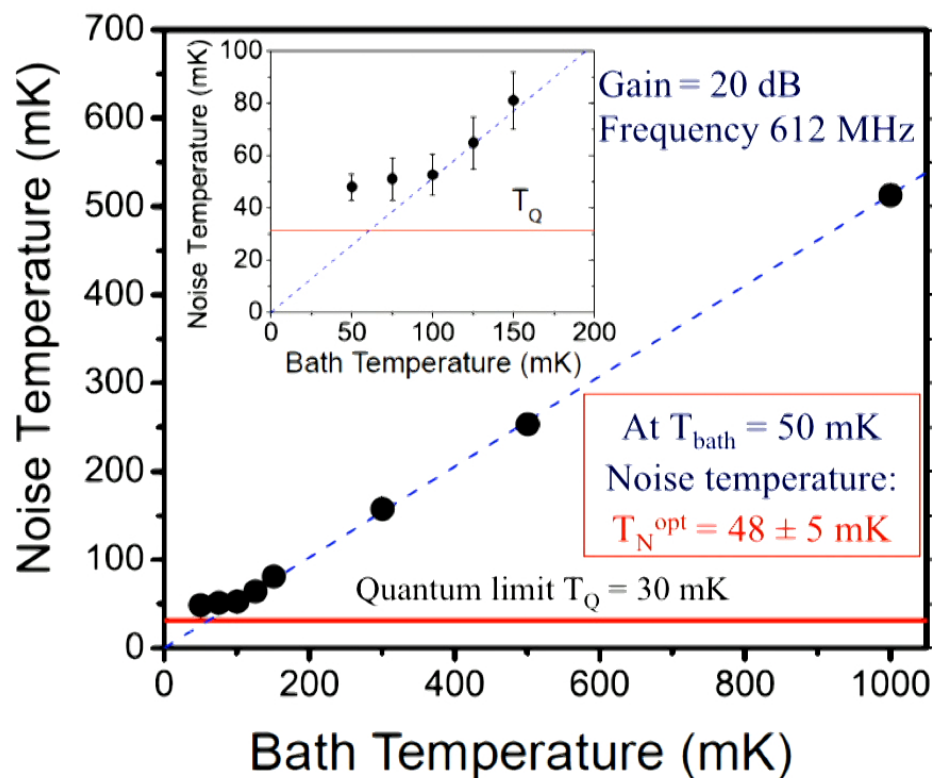 700
600
500
400
300
200
100
0
0
200
400
600
800
1000
Noise Temperature (mK)
Bath Temperature (mK)
100
80
60
40
20
0
0
50
100
150
200
Noise Temperature (mK)
Bath Temperature (mK)
T_Q
Gain = 20 dB
Frequency 612 MHz
At T_bath = 50 mK
Noise temperature:
T_N^opt = 48 ± 5 mK
Quantum limit T_Q = 30 mK